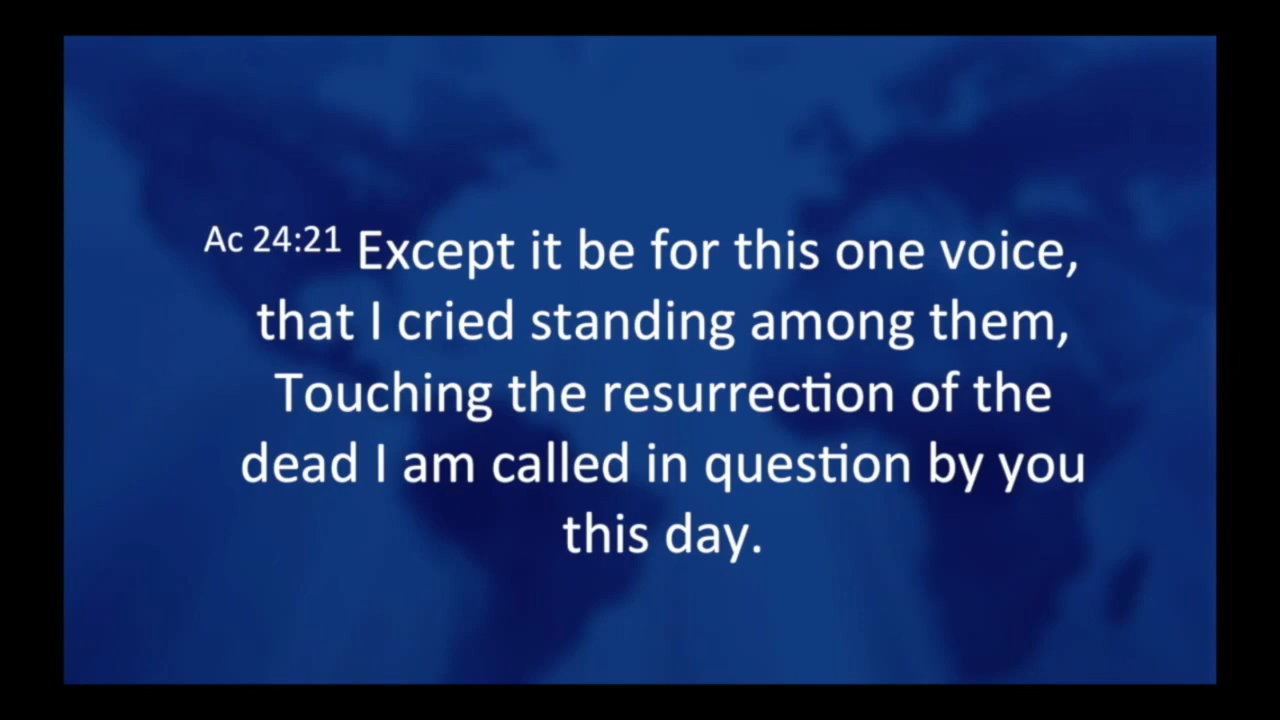 Ac 24:21 Except it be for this one voice,
that I cried standing among them,
Touching the resurrection of the
dead I am called in question by you
this day.